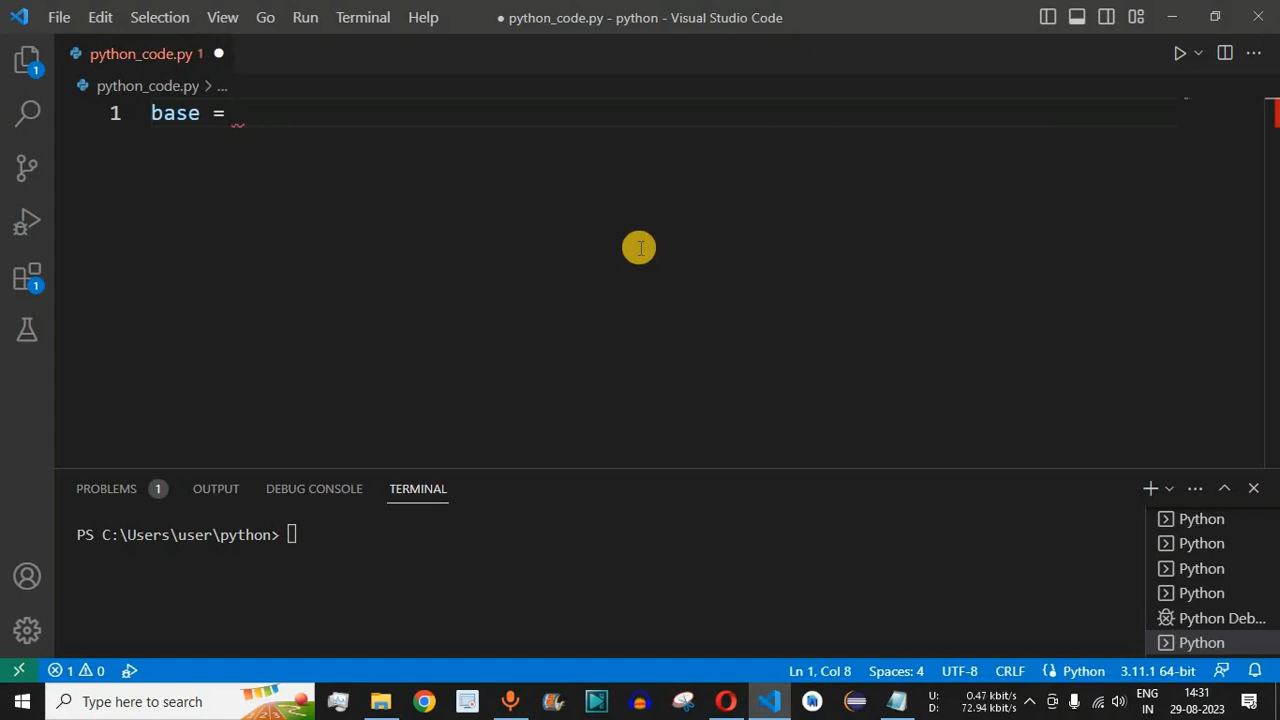 File Edit Selection View Go Run Terminal Help ● python_code.py - python - Visual Studio Code
python_code.py 1 ●
python_code.py > ...
1 base =
PROBLEMS 1 OUTPUT DEBUG CONSOLE TERMINAL
PS C:\Users\user\python>
Python
Python
Python
Python
Python Deb...
Python
1
1
1 0 Ln 1, Col 8 Spaces: 4 UTF-8 CRLF Python 3.11.1 64-bit
Type here to search
U: 0.47 kbit/s
D: 72.94 kbit/s
ENG
IN
14:31
29-08-2023